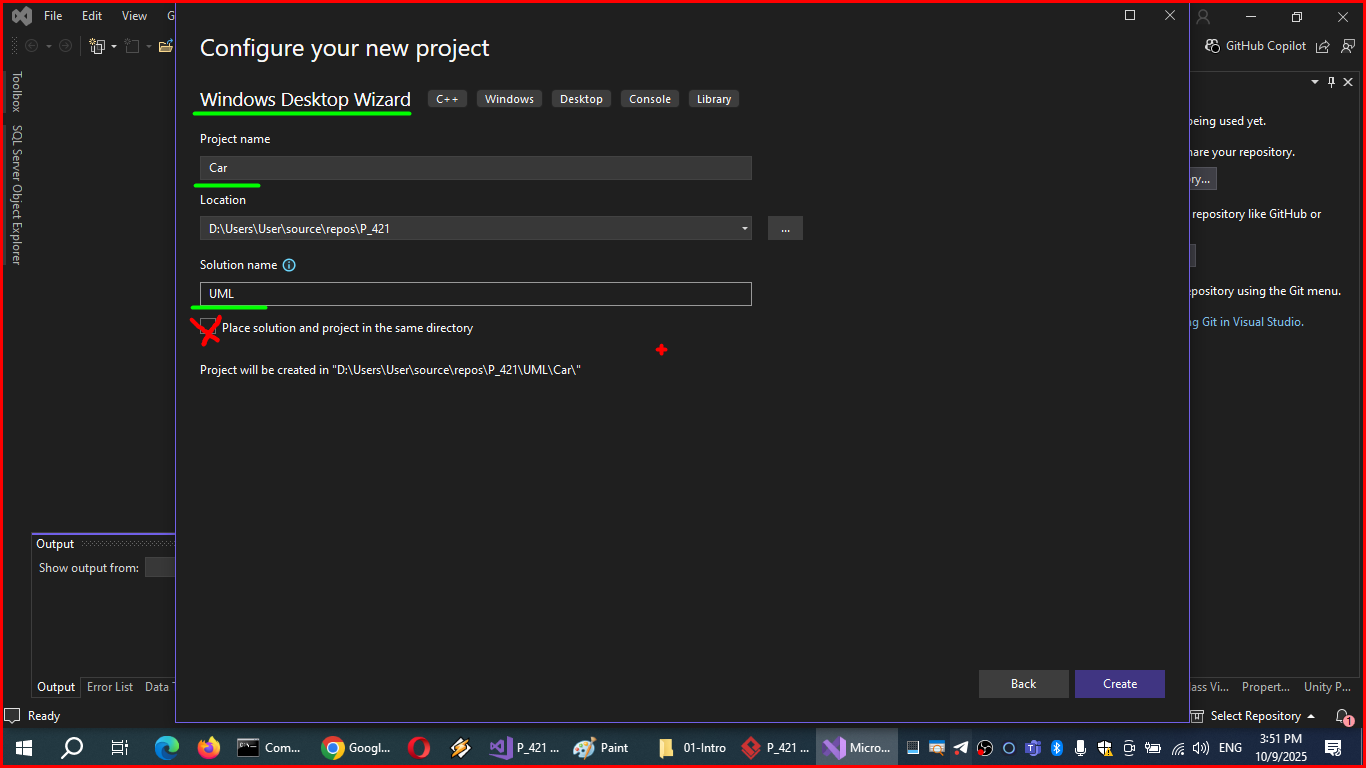 File Edit View G
GitHub Copilot
Toolbox
SQL Server Object Explorer
Configure your new project
Windows Desktop Wizard C++ Windows Desktop Console Library
Project name
Car
Location
D:\Users\User\source\repos\P_421
...
Solution name
UML
Place solution and project in the same directory
Project will be created in "D:\Users\User\source\repos\P_421\UML\Car\"
being used yet.
hare your repository.
ry...
repository like GitHub or
epository using the Git menu.
ng Git in Visual Studio.
Output
Show output from:
Output Error List Data
Back Create
lass Vi... Propert... Unity P...
Ready
Select Repository
1
Com... Googl... P_421 ... Paint 01-Intro P_421 ... Micro...
ENG
3:51 PM
10/9/2025